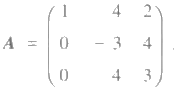 A = ( 1 4 2
0 - 3 4
0 4 3 ) .